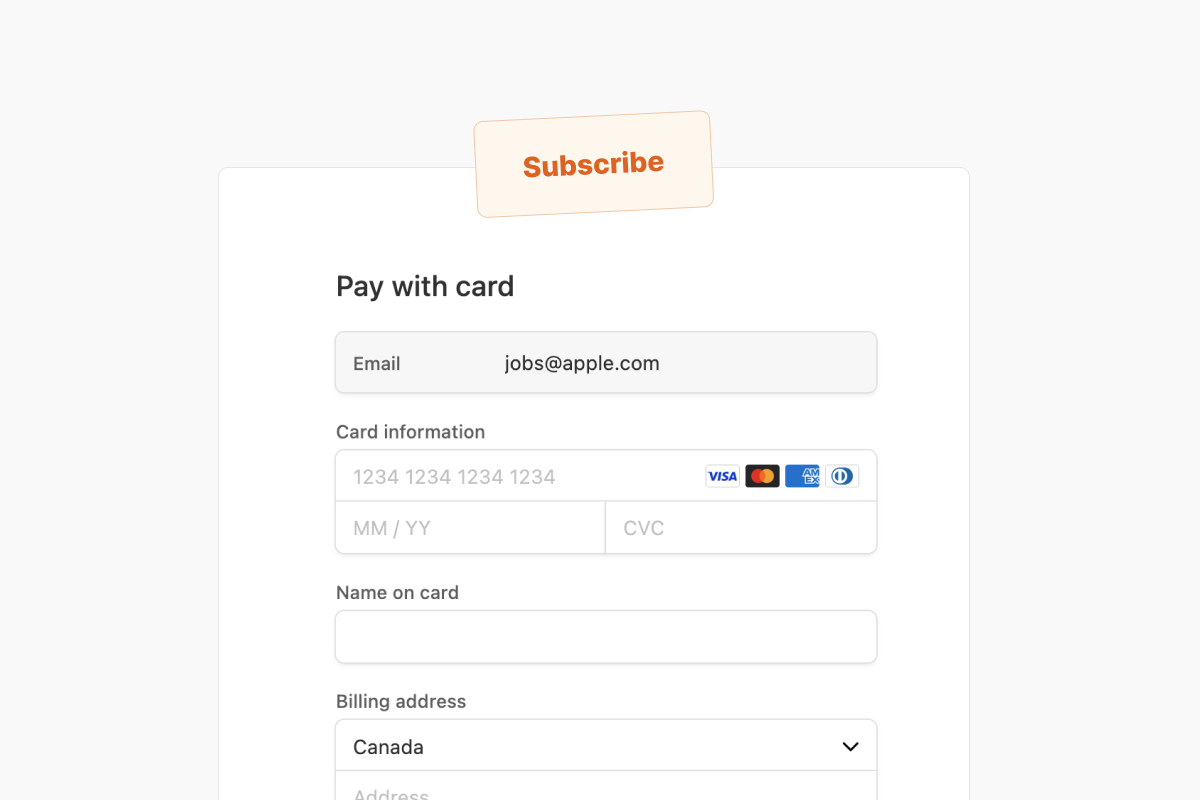 Subscribe
Pay with card
Email jobs@apple.com
Card information
1234 1234 1234 1234 VISA AMEX
MM / YY CVC
Name on card
Billing address
Canada
Address